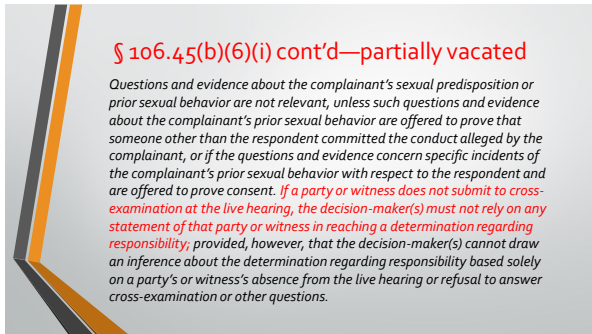 § 106.45(b)(6)(i) cont’d—partially vacated
Questions and evidence about the complainant’s sexual predisposition or
prior sexual behavior are not relevant, unless such questions and evidence
about the complainant’s prior sexual behavior are offered to prove that
someone other than the respondent committed the conduct alleged by the
complainant, or if the questions and evidence concern specific incidents of
the complainant’s prior sexual behavior with respect to the respondent and
are offered to prove consent. If a party or witness does not submit to cross-
examination at the live hearing, the decision-maker(s) must not rely on any
statement of that party or witness in reaching a determination regarding
responsibility; provided, however, that the decision-maker(s) cannot draw
an inference about the determination regarding responsibility based solely
on a party’s or witness’s absence from the live hearing or refusal to answer
cross-examination or other questions.